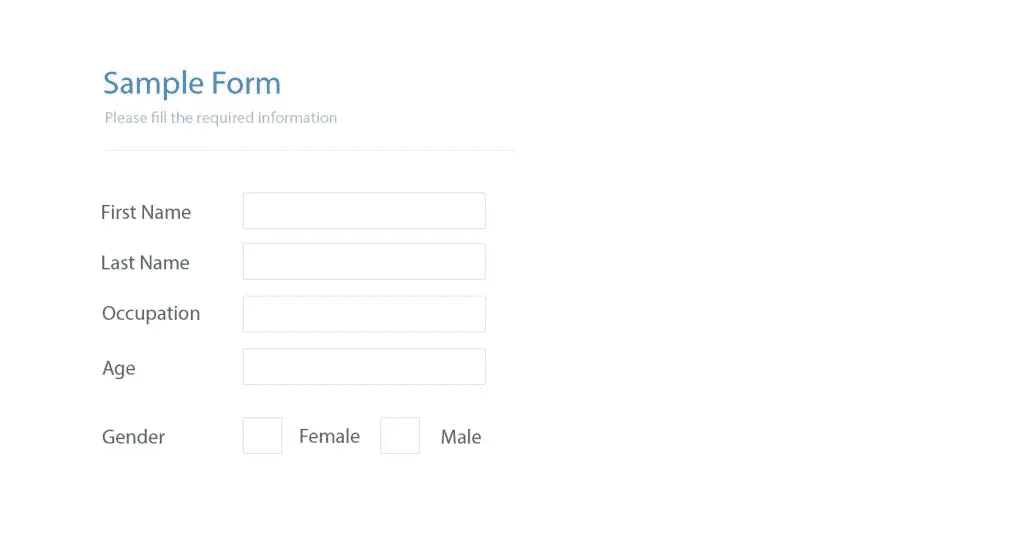 Sample Form
Please fill the required information
First Name
Last Name
Occupation
Age
Gender Female Male